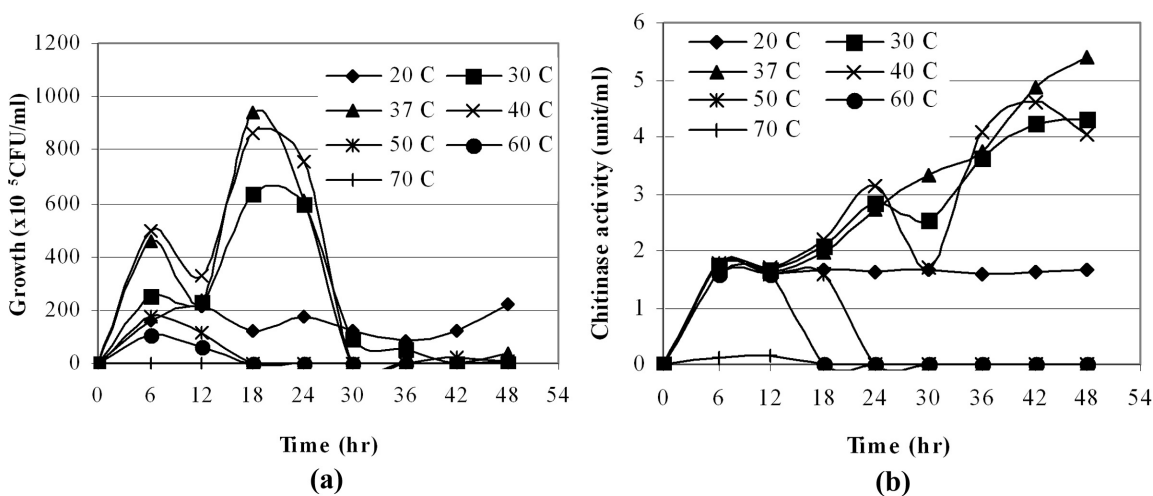 1200
1000
800
600
400
200
0
Growth (x10 ⁵CFU/ml)
20 C 30 C
37 C 40 C
50 C 60 C
70 C
0 6 12 18 24 30 36 42 48 54
Time (hr)
(a)
6
5
4
3
2
1
0
Chitinase activity (unit/ml)
20 C 30 C
37 C 40 C
50 C 60 C
70 C
0 6 12 18 24 30 36 42 48 54
Time (hr)
(b)